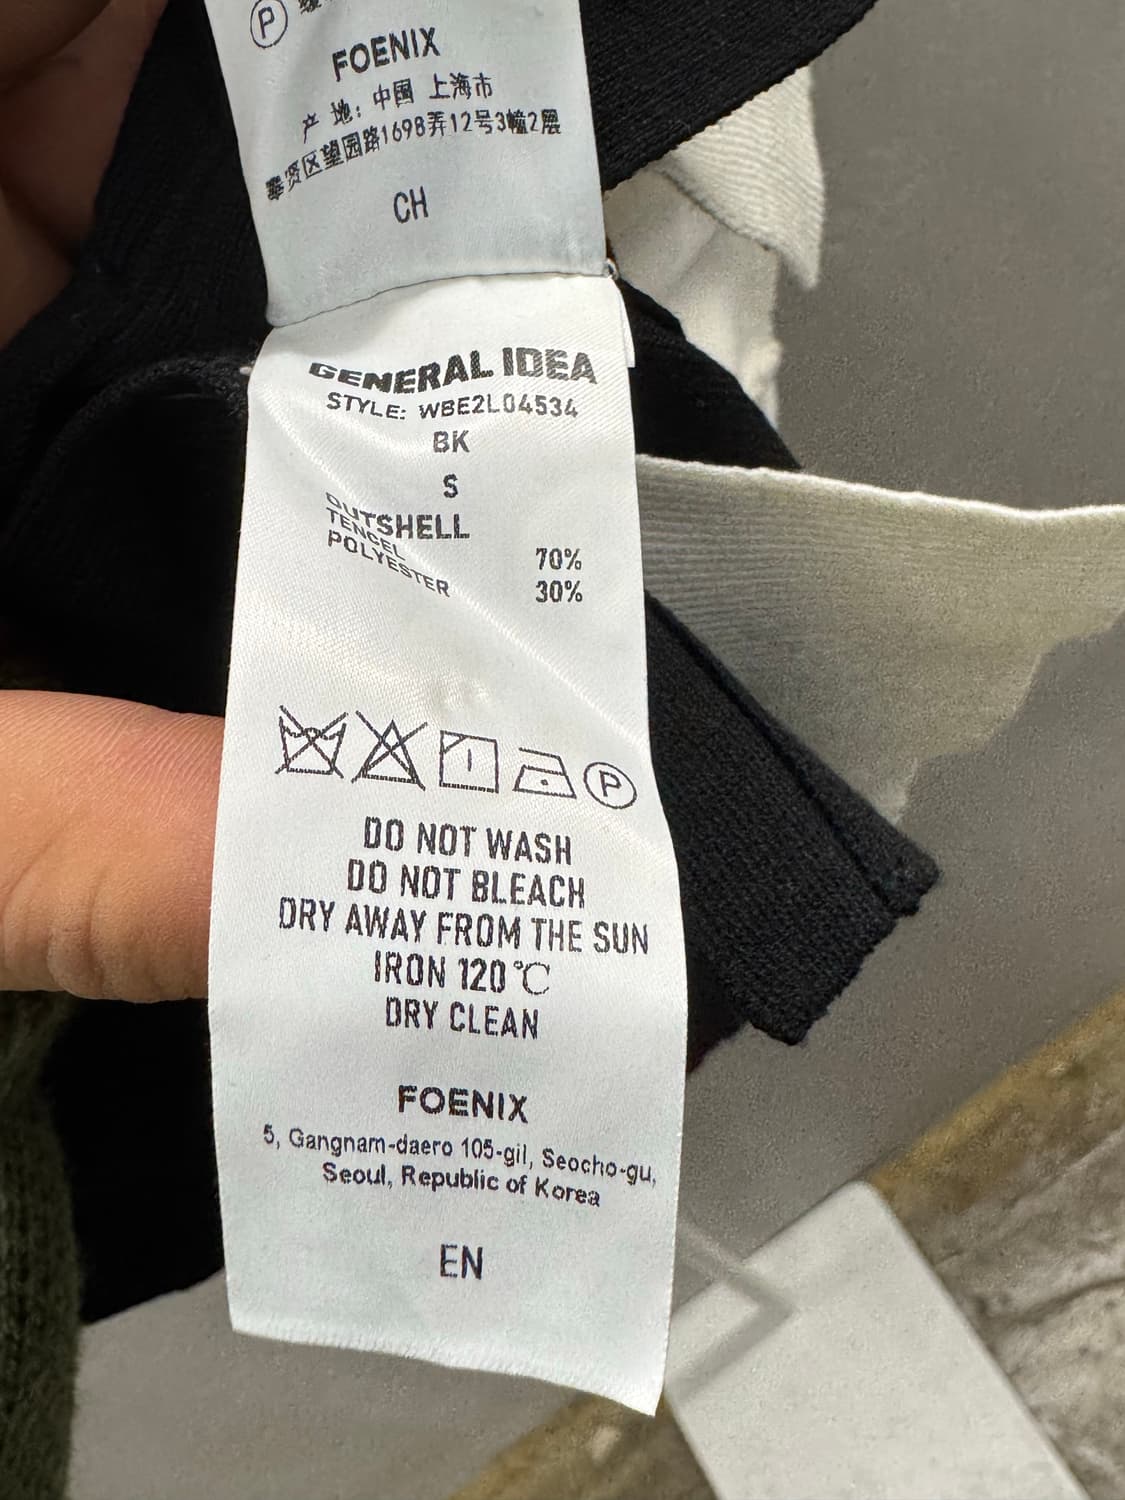 P
FOENIX
产 地: 中国 上海市
奉贤区望园路1698弄12号3幢2层
CH
GENERAL IDEA
STYLE: WBE2L04534
BK
S
OUTSHELL
TENCEL 70%
POLYESTER 30%
P
DO NOT WASH
DO NOT BLEACH
DRY AWAY FROM THE SUN
IRON 120℃
DRY CLEAN
FOENIX
5, Gangnam-daero 105-gil, Seocho-gu,
Seoul, Republic of Korea
EN